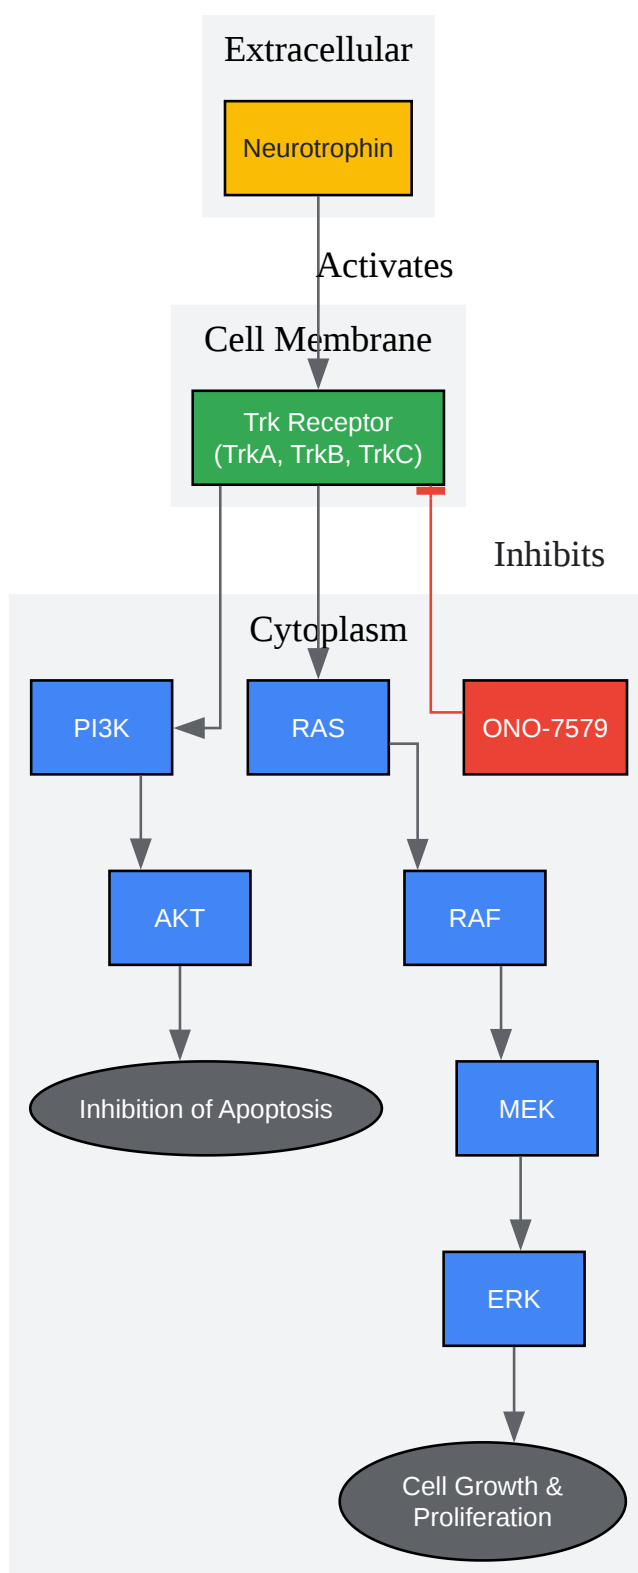 Extracellular
Neurotrophin
Activates
Cell Membrane
Trk Receptor
(TrkA, TrkB, TrkC)
Inhibits
Cytoplasm
PI3K
RAS
ONO-7579
AKT
RAF
Inhibition of Apoptosis
MEK
ERK
Cell Growth &
Proliferation